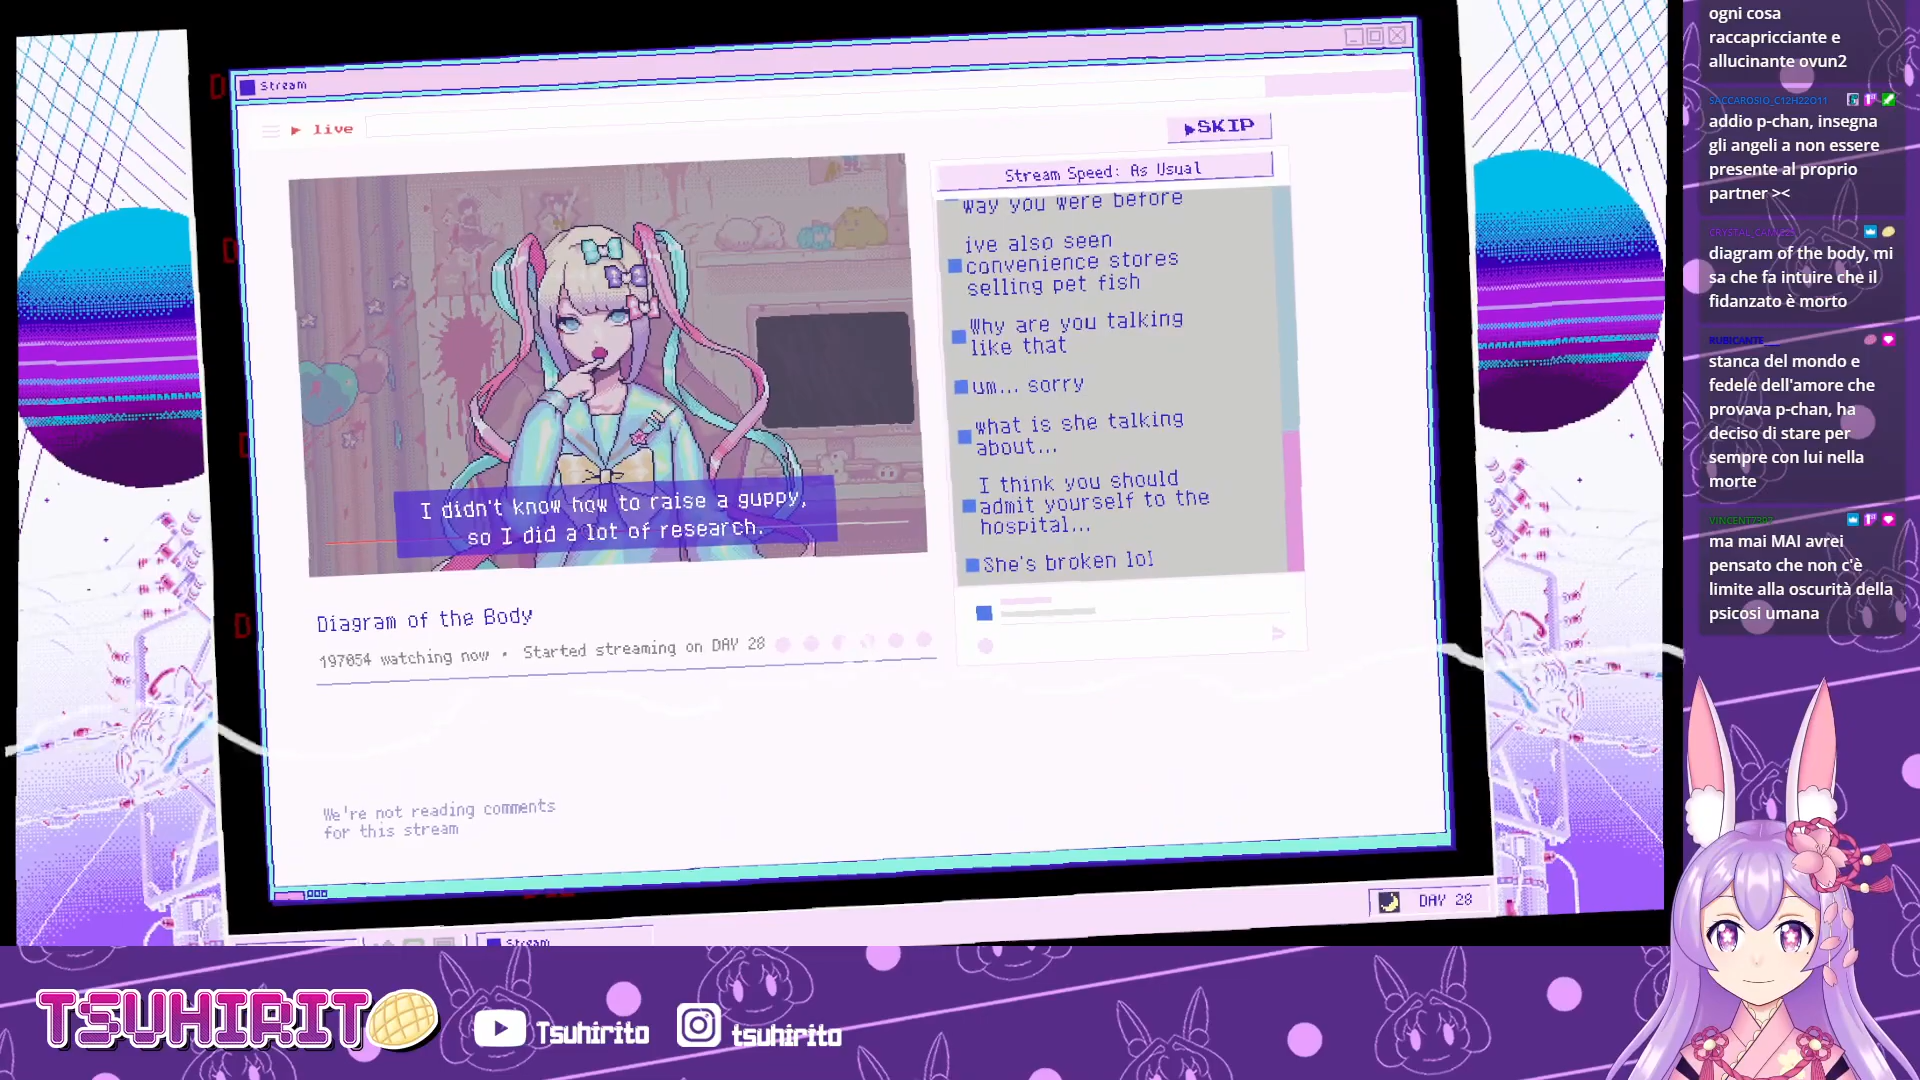 Stream
live
SKIP
Stream Speed: As Usual
way you were before
ive also seen
convenience stores
selling pet fish
Why are you talking
like that
um... sorry
what is she talking
about...
I think you should
admit yourself to the
hospital...
She's broken lol
I didn't know how to raise a guppy,
so I did a lot of research.
Diagram of the Body
197054 watching now • Started streaming on DAY 28
We're not reading comments
for this stream
DAY 28
Stream
ogni cosa
raccapricciante e
allucinante ovun2
SACCAROSIO_C12H22O11
addio p-chan, insegna
gli angeli a non essere
presente al proprio
partner ><
diagram of the body, mi
sa che fa intuire che il
fidanzato è morto
RUBICANTE___
stanca del mondo e
fedele dell'amore che
provava p-chan, ha
deciso di stare per
sempre con lui nella
morte
ma mai MAI avrei
pensato che non c'è
limite alla oscurità della
psicosi umana
TSUHIRITO
Tsuhirito
tsuhirito